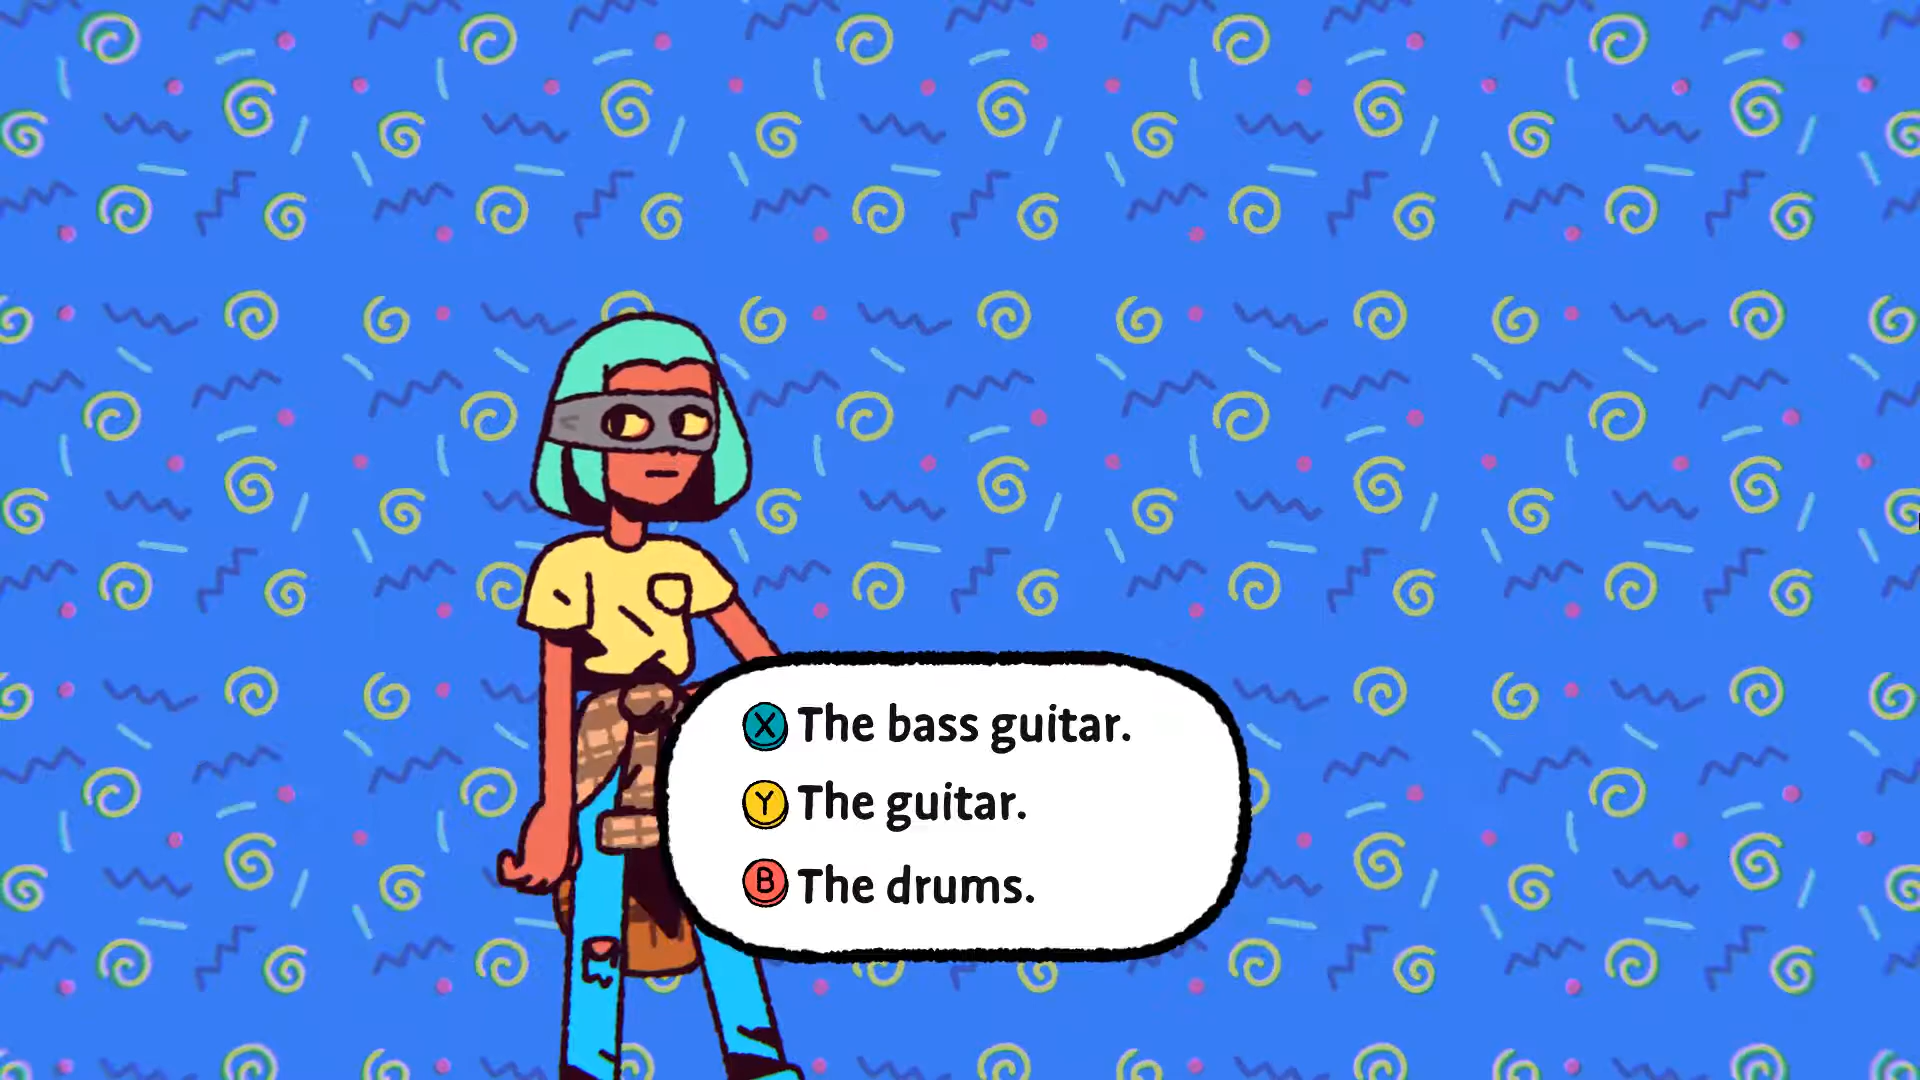 X The bass guitar.
Y The guitar.
B The drums.